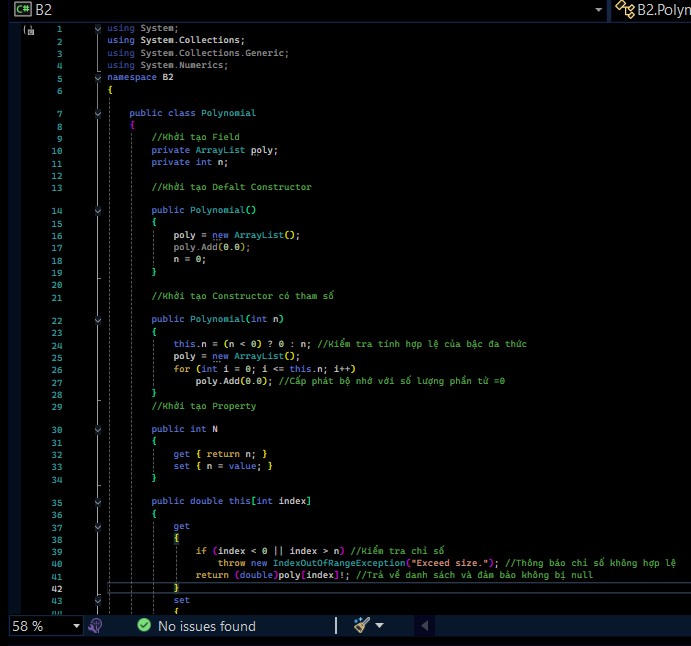 B2
B2.Polyn
1 using System;
2 using System.Collections;
3 using System.Collections.Generic;
4 using System.Numerics;
5 namespace B2
6 {
7 public class Polynomial
8 {
9 //Khởi tạo Field
10 private ArrayList poly;
11 private int n;
12
13 //Khởi tạo Defalt Constructor
14 public Polynomial()
15 {
16 poly = new ArrayList();
17 poly.Add(0.0);
18 n = 0;
19 }
20
21 //Khởi tạo Constructor có tham số
22 public Polynomial(int n)
23 {
24 this.n = (n < 0) ? 0 : n; //Kiểm tra tính hợp lệ của bậc đa thức
25 poly = new ArrayList();
26 for (int i = 0; i <= this.n; i++)
27 poly.Add(0.0); //Cấp phát bộ nhớ với số lượng phần tử =0
28 }
29 //Khởi tạo Property
30 public int N
31 {
32 get { return n; }
33 set { n = value; }
34 }
35 public double this[int index]
36 {
37 get
38 {
39 if (index < 0 || index > n) //Kiểm tra chỉ số
40 throw new IndexOutOfRangeException("Exceed size."); //Thông báo chỉ số không hợp lệ
41 return (double)poly[index]!; //Trả về danh sách và đảm bảo không bị null
42 }
43 set
44 {
58 %
No issues found